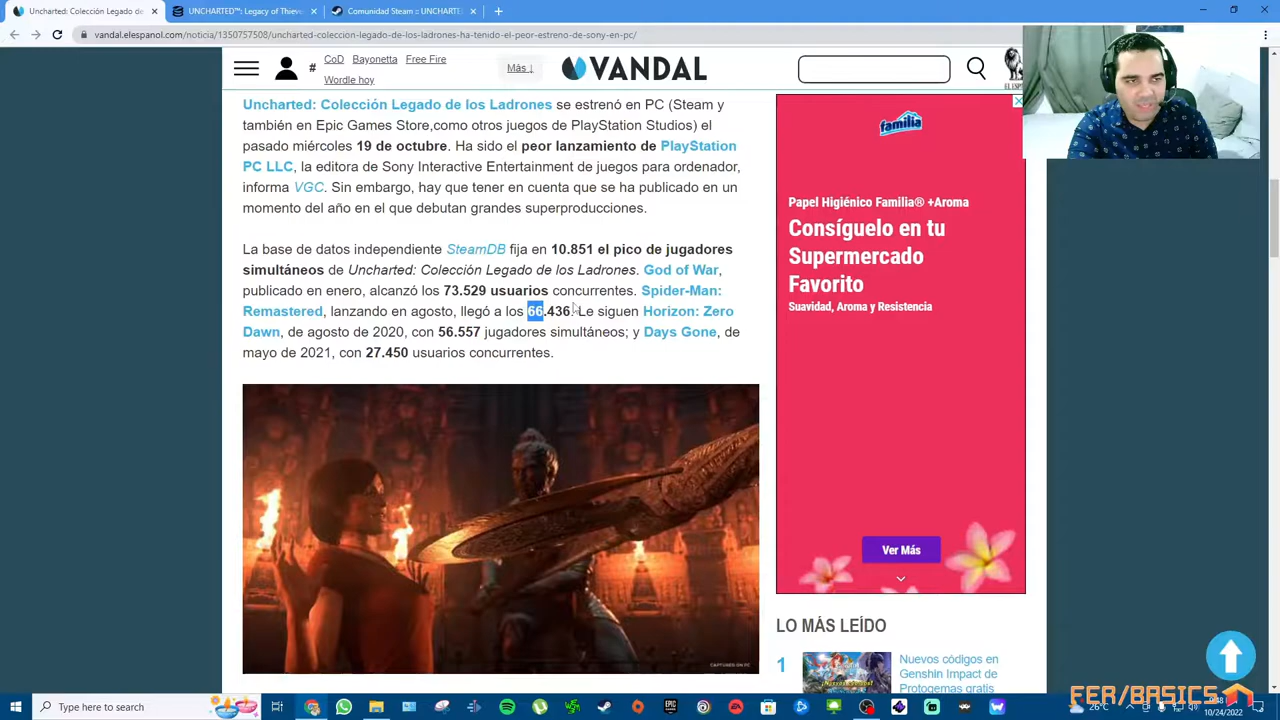 Uncharted: Colección Legado de
UNCHARTED™: Legacy of Thieve
Comunidad Steam :: UNCHARTE
vandal.elespanol.com/noticia/1350757508/uncharted-coleccion-legado-de-los-ladrones-ha-tenido-el-peor-estreno-de-sony-en-pc/
# CoD Bayonetta Free Fire
Wordle hoy
Más ↓
VANDAL
Uncharted: Colección Legado de los Ladrones se estrenó en PC (Steam y
también en Epic Games Store,como otros juegos de PlayStation Studios) el
pasado miércoles 19 de octubre. Ha sido el peor lanzamiento de PlayStation
PC LLC, la editora de Sony Interactive Entertainment de juegos para ordenador,
informa VGC. Sin embargo, hay que tener en cuenta que se ha publicado en un
momento del año en el que debutan grandes superproducciones.
La base de datos independiente SteamDB fija en 10.851 el pico de jugadores
simultáneos de Uncharted: Colección Legado de los Ladrones. God of War,
publicado en enero, alcanzó los 73.529 usuarios concurrentes. Spider-Man:
Remastered, lanzando en agosto, llegó a los 66.436. Le siguen Horizon: Zero
Dawn, de agosto de 2020, con 56.557 jugadores simultáneos; y Days Gone, de
mayo de 2021, con 27.450 usuarios concurrentes.
CAPTURED ON PC
familia
Papel Higiénico Familia® +Aroma
Consíguelo en tu
Supermercado
Favorito
Suavidad, Aroma y Resistencia
Ver Más
LO MÁS LEÍDO
1
Nuevos códigos en
Genshin Impact de
Protogemas gratis
FER/BASICS
Type here to search
EPIC
26°C
10/24/2022